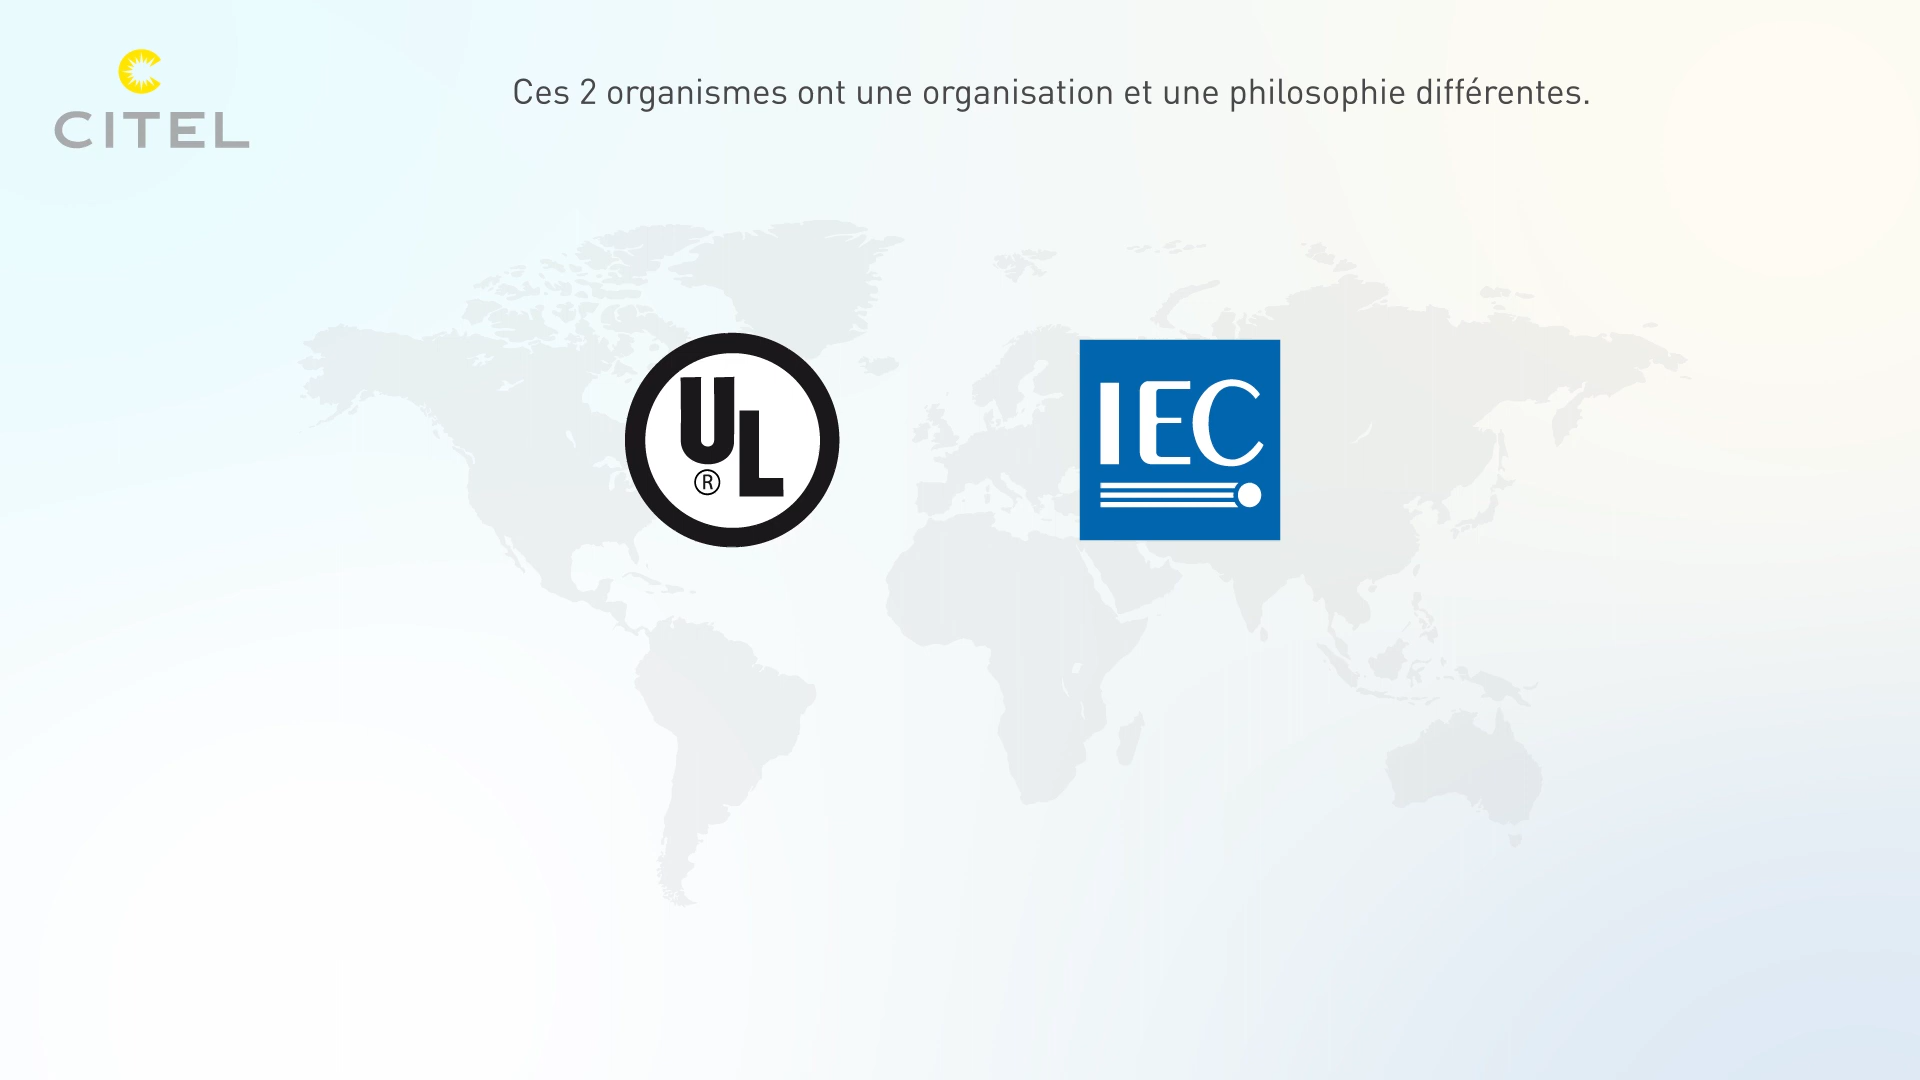 CITEL
Ces 2 organismes ont une organisation et une philosophie différentes.
UL
®
IEC